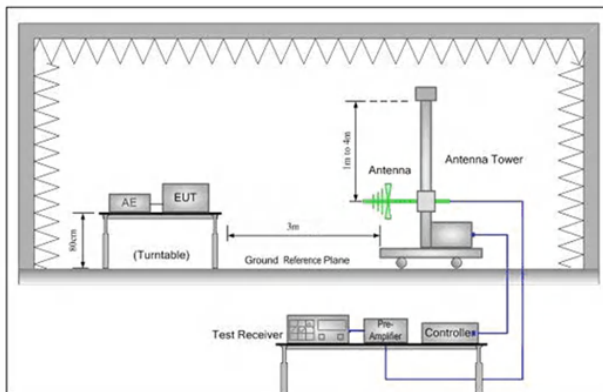 1m to 4m
Antenna
Antenna Tower
AE
EUT
80cm
(Turntable)
3m
Ground Reference Plane
Test Receiver
Pre-
Amplifier
Controller